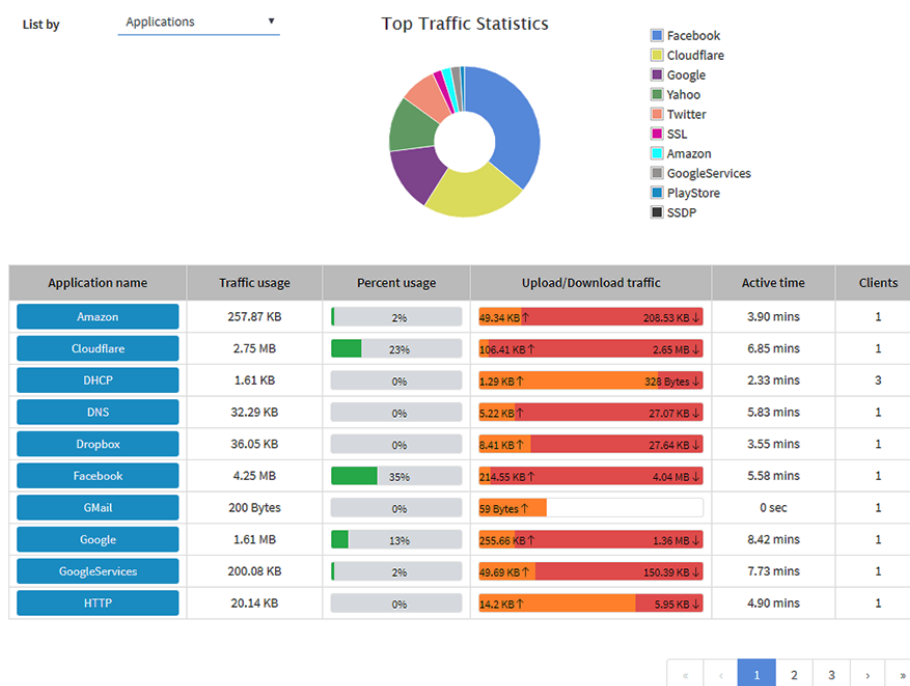 List by Applications ▼
Top Traffic Statistics
Facebook
Cloudflare
Google
Yahoo
Twitter
SSL
Amazon
GoogleServices
PlayStore
SSDP
Application name Traffic usage Percent usage Upload/Download traffic Active time Clients
Amazon 257.87 KB 2% 49.34 KB↑ 208.53 KB↓ 3.90 mins 1
Cloudflare 2.75 MB 23% 106.41 KB↑ 2.65 MB↓ 6.85 mins 1
DHCP 1.61 KB 0% 1.29 KB↑ 328 Bytes↓ 2.33 mins 3
DNS 32.29 KB 0% 5.22 KB↑ 27.07 KB↓ 5.83 mins 1
Dropbox 36.05 KB 0% 8.41 KB↑ 27.64 KB↓ 3.55 mins 1
Facebook 4.25 MB 35% 214.55 KB↑ 4.04 MB↓ 5.58 mins 1
GMail 200 Bytes 0% 59 Bytes↑ 0 sec 1
Google 1.61 MB 13% 255.66 KB↑ 1.36 MB↓ 8.42 mins 1
GoogleServices 200.08 KB 2% 49.69 KB↑ 150.39 KB↓ 7.73 mins 1
HTTP 20.14 KB 0% 14.2 KB↑ 5.95 KB↓ 4.90 mins 1
« ‹ 1 2 3 › »